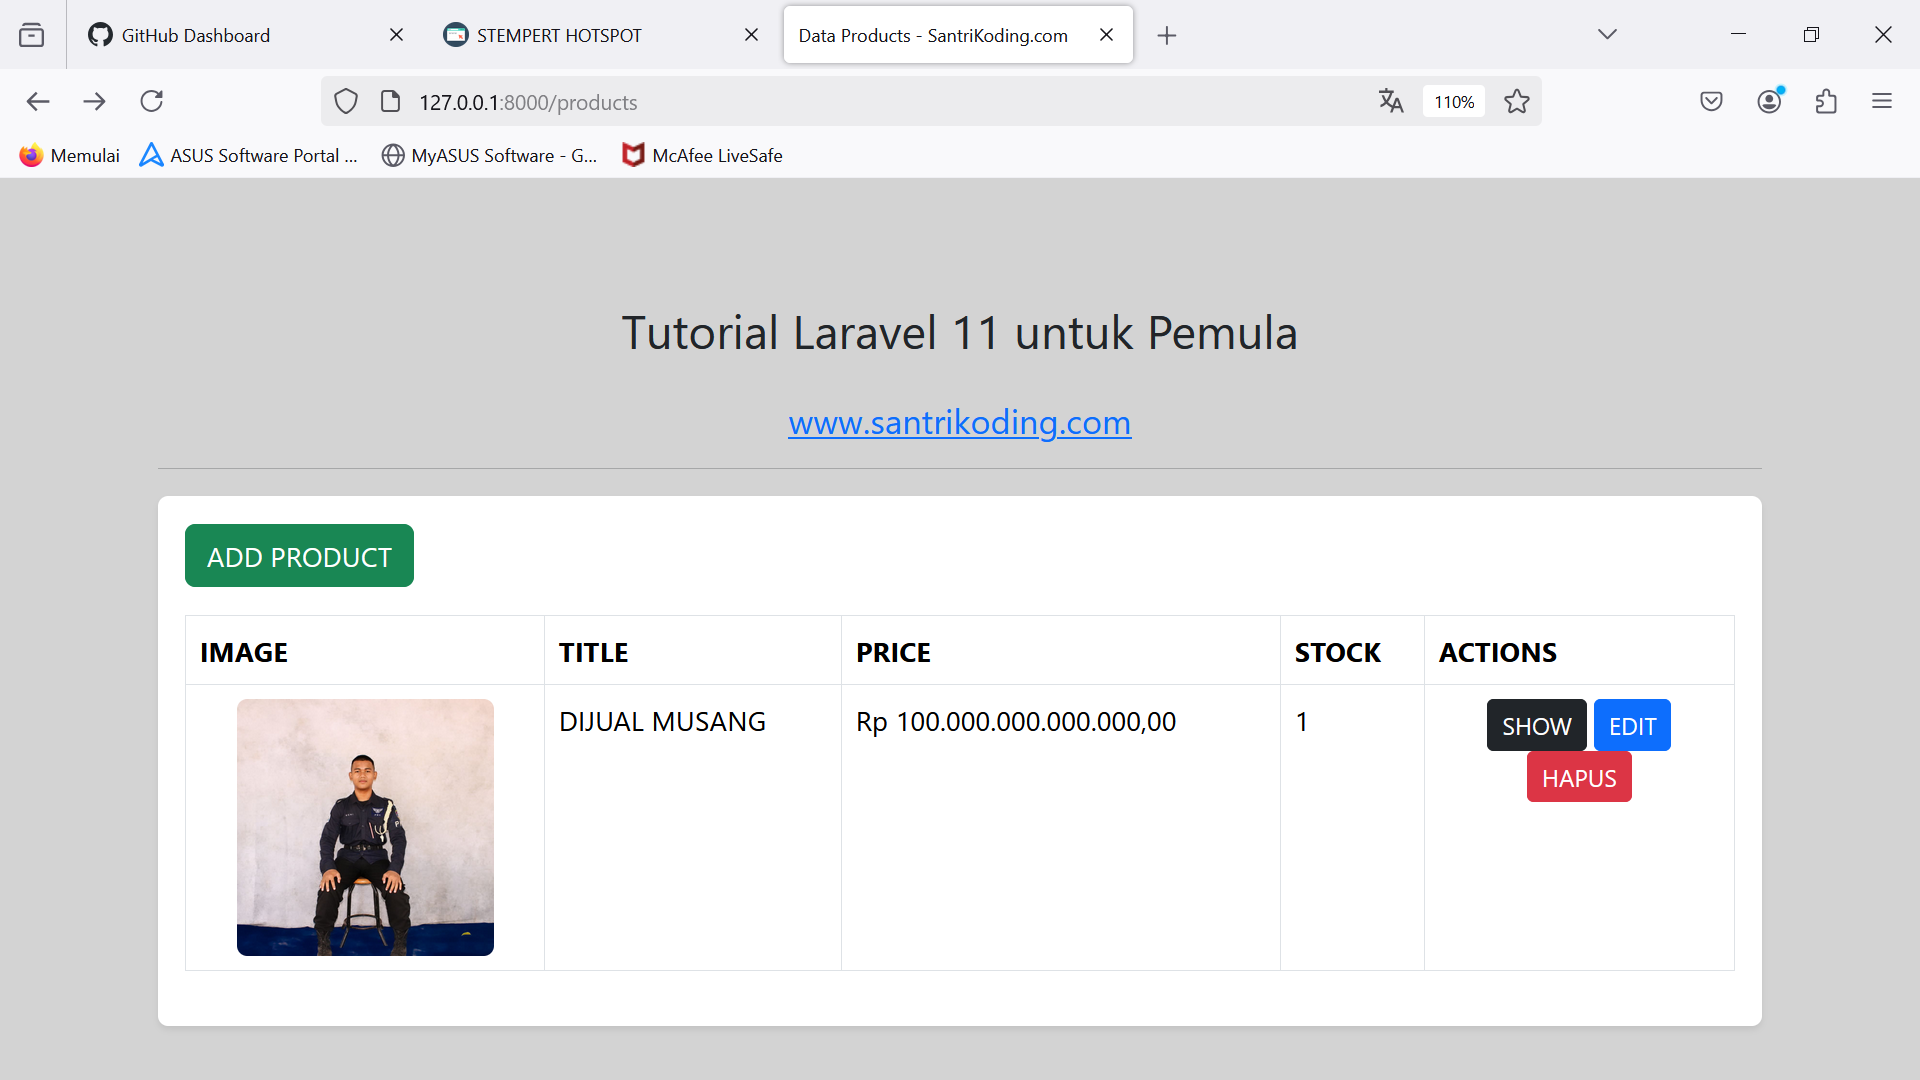 GitHub Dashboard
STEMPERT HOTSPOT
Data Products - SantriKoding.com
127.0.0.1:8000/products
110%
Memulai
ASUS Software Portal ...
MyASUS Software - G...
McAfee LiveSafe
Tutorial Laravel 11 untuk Pemula
www.santrikoding.com
ADD PRODUCT
IMAGE TITLE PRICE STOCK ACTIONS
DIJUAL MUSANG Rp 100.000.000.000.000,00 1 SHOW EDIT
HAPUS